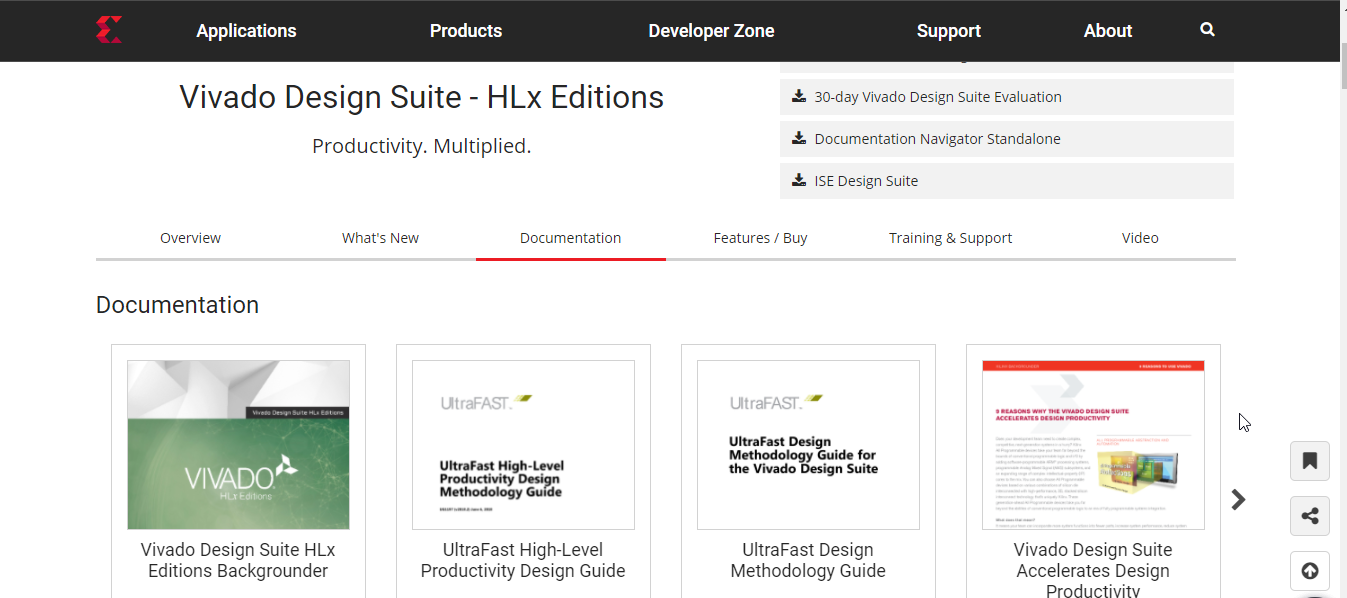 Applications Products Developer Zone Support About
Vivado Design Suite - HLx Editions
Productivity. Multiplied.
30-day Vivado Design Suite Evaluation
Documentation Navigator Standalone
ISE Design Suite
Overview What's New Documentation Features / Buy Training & Support Video
Documentation
Vivado Design Suite HLx Editions
VIVADO
HLx Editions
Vivado Design Suite HLx
Editions Backgrounder
UltraFAST
UltraFast High-Level
Productivity Design
Methodology Guide
UltraFast High-Level
Productivity Design Guide
UltraFAST
UltraFast Design
Methodology Guide for
the Vivado Design Suite
UltraFast Design
Methodology Guide
REASONS WHY THE VIVADO DESIGN SUITE
ACCELERATES DESIGN PRODUCTIVITY
Vivado Design Suite
Accelerates Design
Productivity